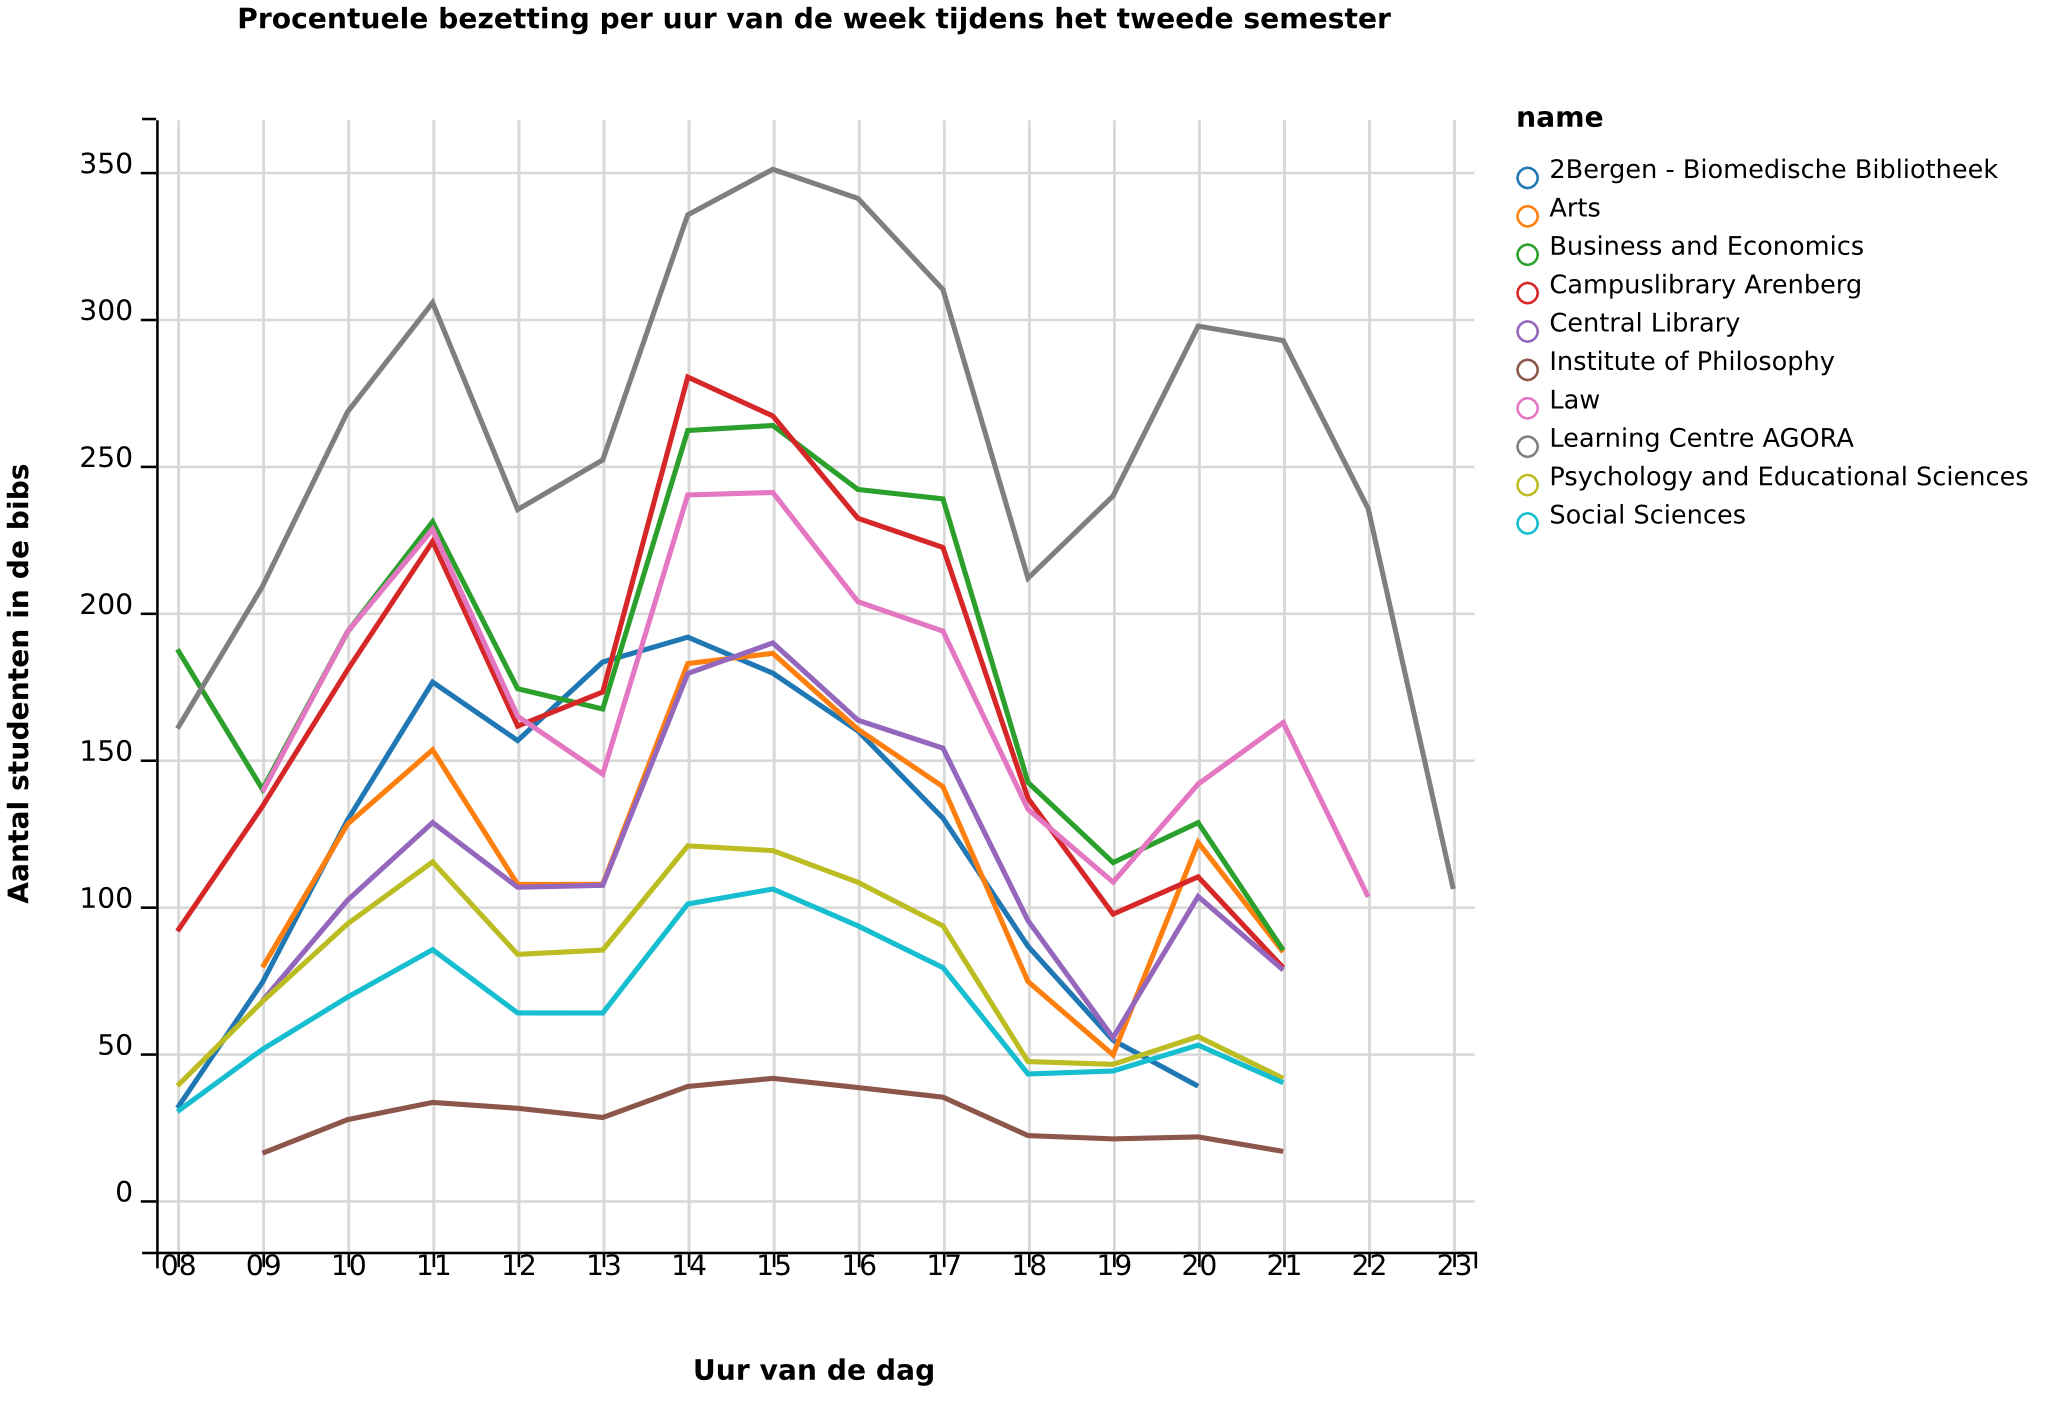 Procentuele bezetting per uur van de week tijdens het tweede semester
name
2Bergen - Biomedische Bibliotheek
Arts
Business and Economics
Campuslibrary Arenberg
Central Library
Institute of Philosophy
Law
Learning Centre AGORA
Psychology and Educational Sciences
Social Sciences
Aantal studenten in de bibs
350
300
250
200
150
100
50
0
08 09 10 11 12 13 14 15 16 17 18 19 20 21 22 23
Uur van de dag